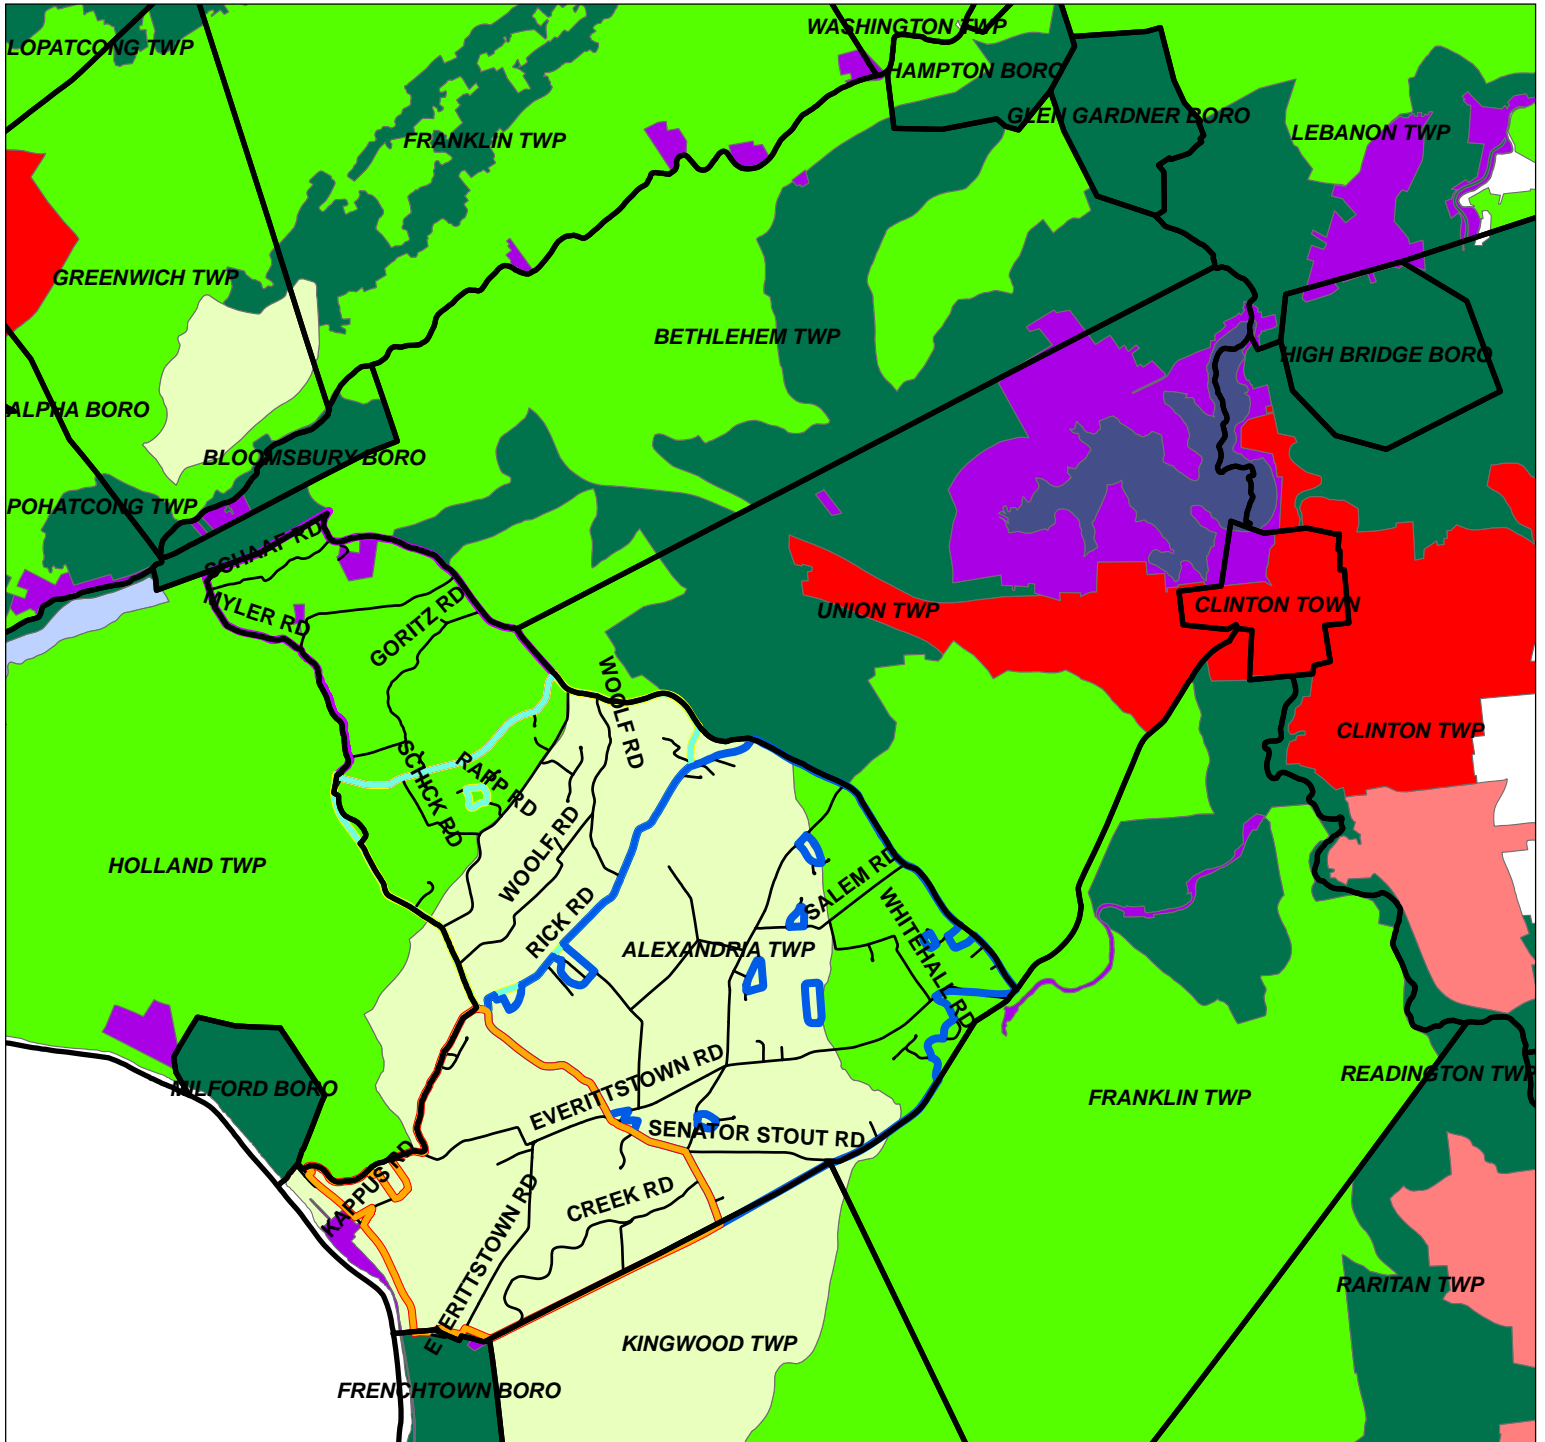 WASHINGTON TWP
LOPATCONG TWP
HAMPTON BORO
GLEN GARDNER BORO
LEBANON TWP
FRANKLIN TWP
GREENWICH TWP
BETHLEHEM TWP
HIGH BRIDGE BORO
ALPHA BORO
BLOOMSBURY BORO
POHATCONG TWP
SCHAAF RD
MYLER RD
GORITZ RD
UNION TWP
CLINTON TOWN
WOOLF RD
CLINTON TWP
SCHICK RD
RAPP RD
HOLLAND TWP
WOOLF RD
SALEM RD
RICK RD
WHITEHALL RD
ALEXANDRIA TWP
READINGTON TWP
MILFORD BORO
EVERITTSTOWN RD
FRANKLIN TWP
SENATOR STOUT RD
KAPPUS RD
CREEK RD
EVERITTSTOWN RD
RARITAN TWP
KINGWOOD TWP
FRENCHTOWN BORO